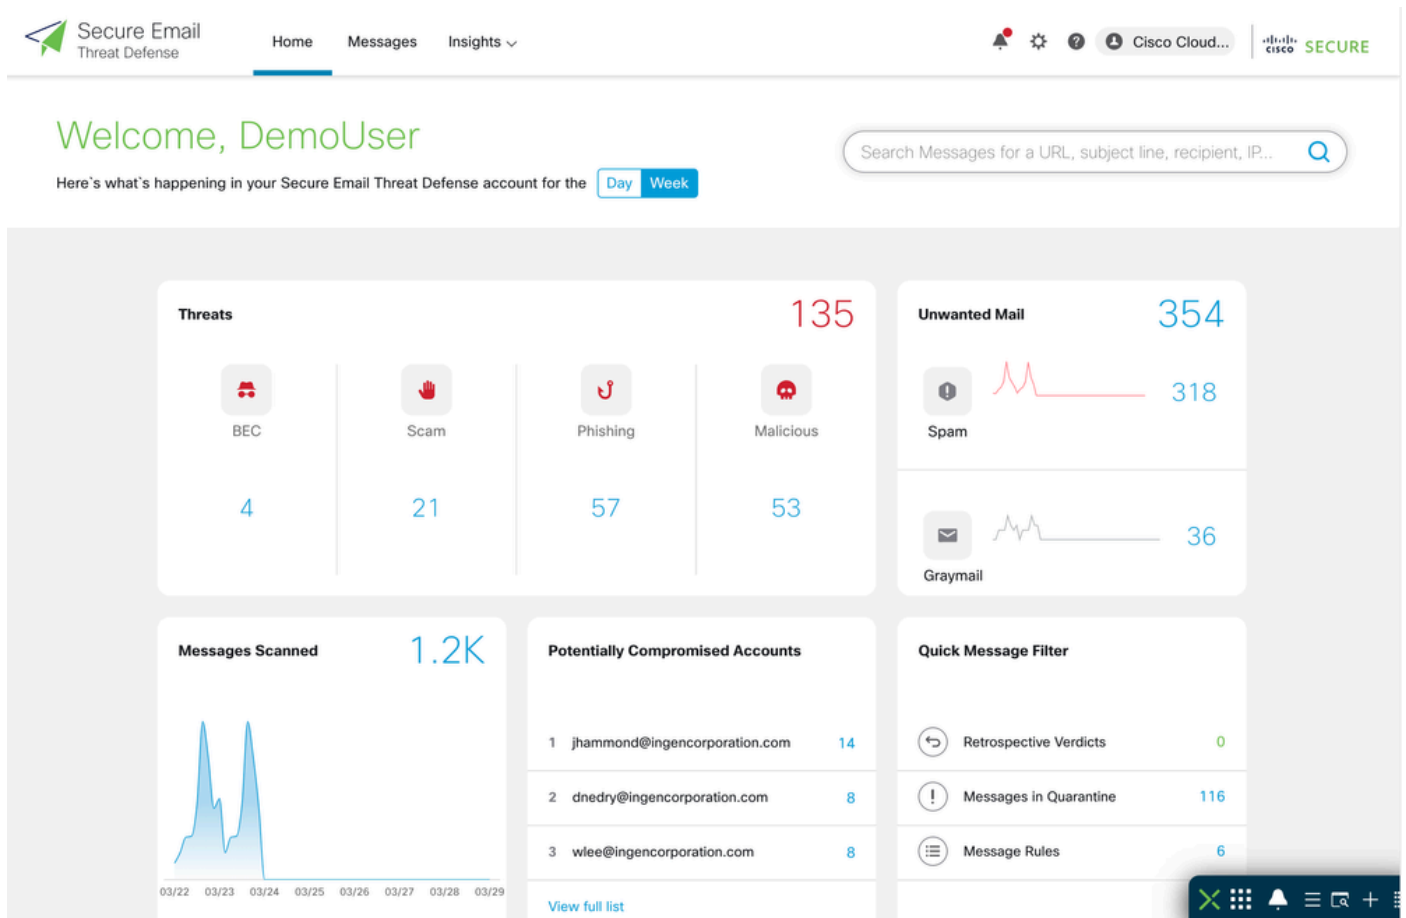 Secure Email
Threat Defense
Home
Messages
Insights
Cisco Cloud...
CISCO SECURE
Welcome, DemoUser
Here`s what`s happening in your Secure Email Threat Defense account for the Day Week
Search Messages for a URL, subject line, recipient, IP...
Threats 135
BEC
4
Scam
21
Phishing
57
Malicious
53
Unwanted Mail 354
318
Spam
36
Graymail
Messages Scanned 1.2K
03/22 03/23 03/24 03/25 03/26 03/27 03/28 03/29
Potentially Compromised Accounts
1 jhammond@ingencorporation.com 14
2 dnedry@ingencorporation.com 8
3 wlee@ingencorporation.com 8
View full list
Quick Message Filter
Retrospective Verdicts 0
Messages in Quarantine 116
Message Rules 6